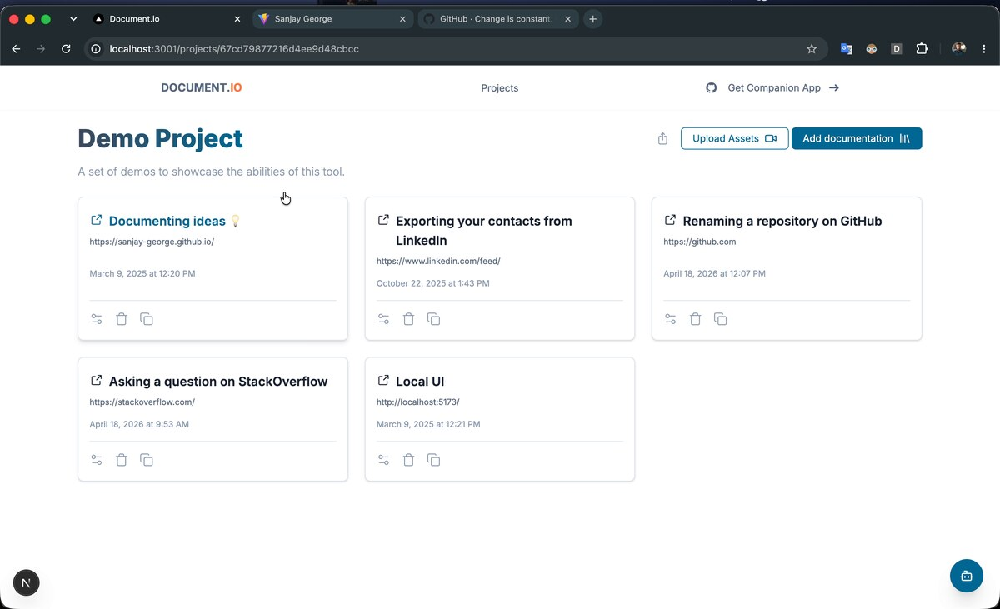 Document.io
Sanjay George
GitHub · Change is constant.
localhost:3001/projects/67cd79877216d4ee9d48cbcc
D
DOCUMENT.IO
Projects
Get Companion App →
Demo Project
Upload Assets
Add documentation
A set of demos to showcase the abilities of this tool.
Documenting ideas 💡
https://sanjay-george.github.io/
March 9, 2025 at 12:20 PM
Exporting your contacts from
LinkedIn
https://www.linkedin.com/feed/
October 22, 2025 at 1:43 PM
Renaming a repository on GitHub
https://github.com
April 18, 2026 at 12:07 PM
Asking a question on StackOverflow
https://stackoverflow.com/
April 18, 2026 at 9:53 AM
Local UI
http://localhost:5173/
March 9, 2025 at 12:21 PM
N